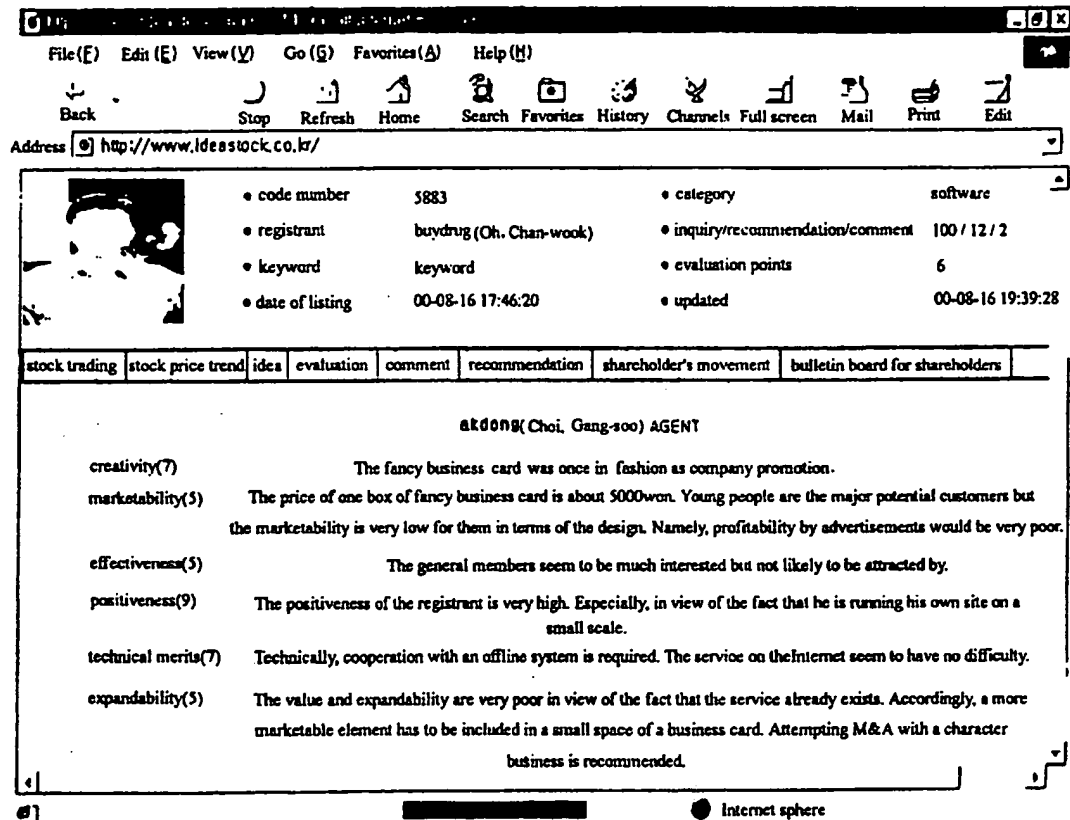 File(F) Edit (E) View(V) Go(G) Favorites(A) Help(H)
Back Stop Refresh Home Search Favorites History Channels Full screen Mail Print Edit
Address http://www.ideastock.co.kr/
• code number 5883 • category software
• registrant buydrug(Oh. Chan-wook) • inquiry/recommendation/comment 100 / 12 / 2
• keyword keyword • evaluation points 6
• date of listing 00-08-16 17:46:20 • updated 00-08-16 19:39:28
stock trading stock price trend idea evaluation comment recommendation shareholder's movement bulletin board for shareholders
akdong(Choi, Gang-soo) AGENT
creativity(7) The fancy business card was once in fashion as company promotion.
marketability(5) The price of one box of fancy business card is about 5000won. Young people are the major potential customers but
the marketability is very low for them in terms of the design. Namely, profitability by advertisements would be very poor.
effectiveness(5) The general members seem to be much interested but not likely to be attracted by.
positiveness(9) The positiveness of the registrant is very high. Especially, in view of the fact that he is running his own site on a
small scale.
technical merits(7) Technically, cooperation with an offline system is required. The service on theInternet seem to have no difficulty.
expandability(5) The value and expandability are very poor in view of the fact that the service already exists. Accordingly, a more
marketable element has to be included in a small space of a business card. Attempting M&A with a character
business is recommended.
Internet sphere